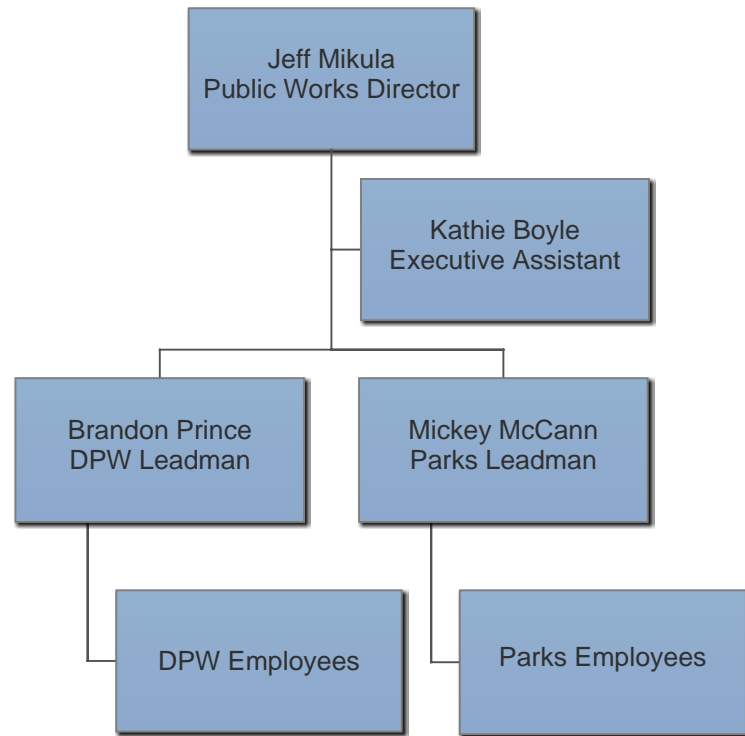 Jeff Mikula
Public Works Director
Kathie Boyle
Executive Assistant
Brandon Prince
DPW Leadman
Mickey McCann
Parks Leadman
DPW Employees
Parks Employees